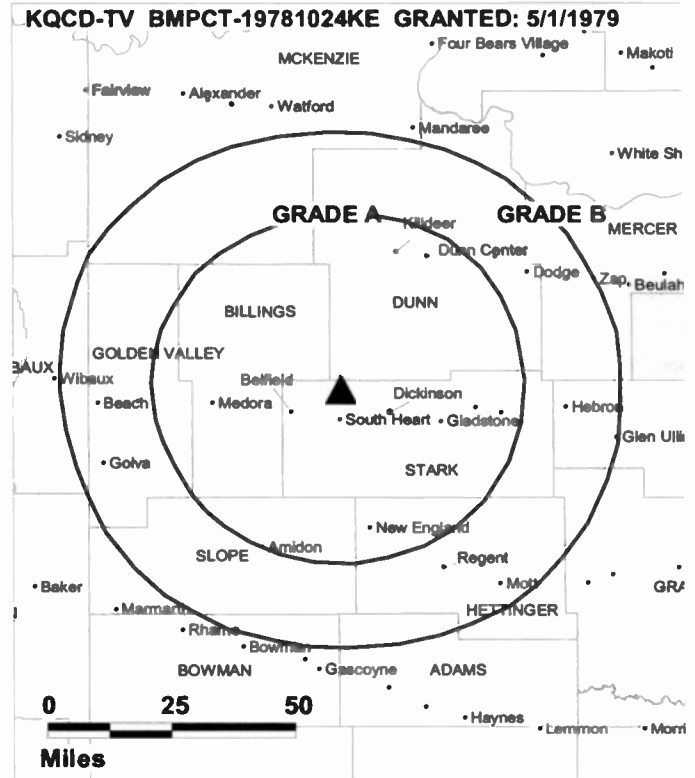 KQCD-TV BMPCT-19781024KE GRANTED: 5/1/1979
Four Bears Village
Makoti
MCKENZIE
Fairview
Alexander
Watford
Mandaree
Sidney
White Sh
GRADE A
GRADE B
Killdeer
MERCER
Dunn Center
Dodge
Zap
Beulah
BILLINGS
DUNN
GOLDEN VALLEY
BAUX
Wibaux
Belfield
Dickinson
Beach
Medora
South Heart
Gladstone
Hebron
Glen Ulli
Golva
STARK
New England
SLOPE
Amidon
Regent
Baker
Mott
GRA
Marmarth
HETTINGER
Rhame
Bowman
BOWMAN
Gascoyne
ADAMS
0 25 50
Haynes
Lemmon
Morri
Miles